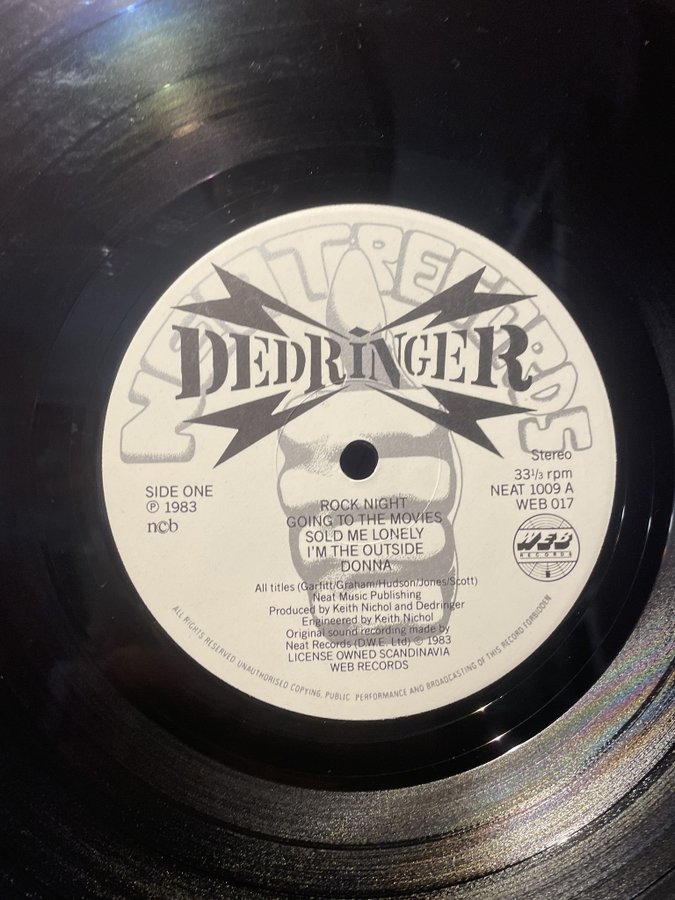 NEAT RECORDS
DEDRiNGER
Stereo
33⅓ rpm
NEAT 1009 A
WEB 017
SIDE ONE
℗ 1983
ncb
WEB
RECORDS
ROCK NIGHT
GOING TO THE MOVIES
SOLD ME LONELY
I'M THE OUTSIDE
DONNA
All titles (Garfitt/Graham/Hudson/Jones/Scott)
Neat Music Publishing
Produced by Keith Nichol and Dedringer
Engineered by Keith Nichol
Original sound recording made by
Neat Records (D.W.E. Ltd) © 1983
LICENSE OWNED SCANDINAVIA
WEB RECORDS
ALL RIGHTS RESERVED UNAUTHORISED COPYING, PUBLIC PERFORMANCE AND BROADCASTING OF THIS RECORD FORBIDDEN